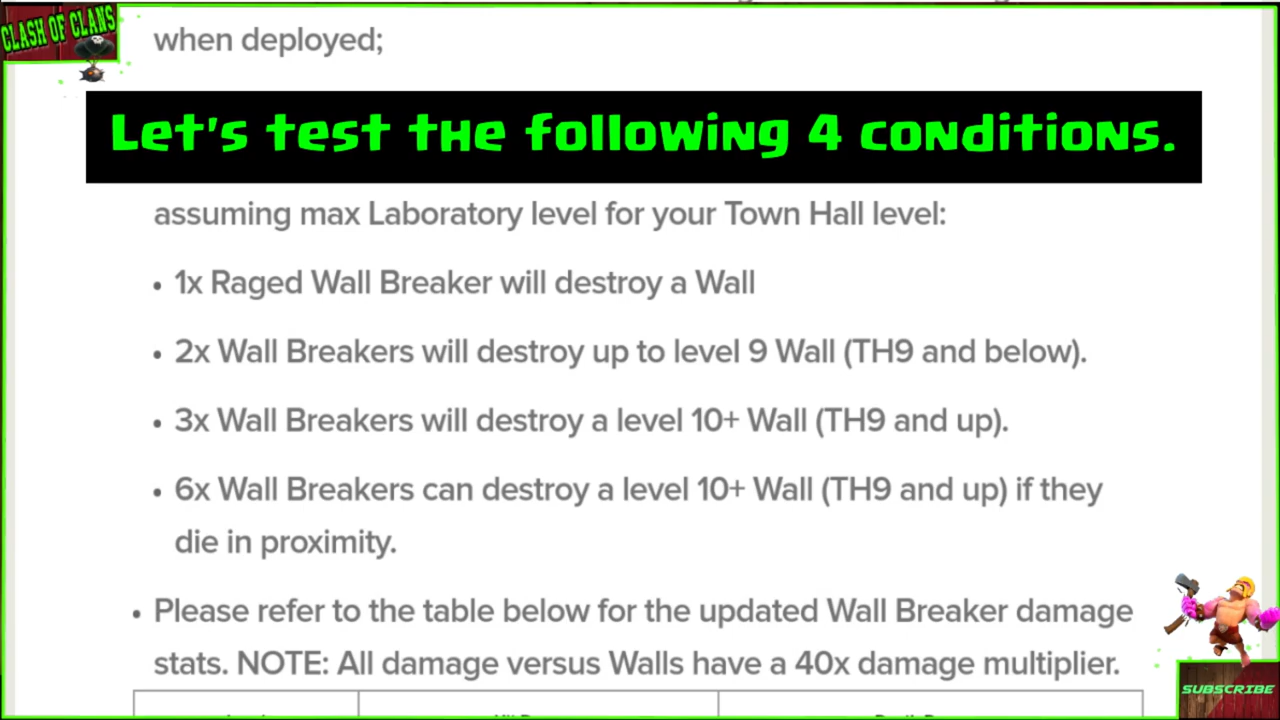 CLASH OF CLANS
when deployed;
Let's test the following 4 conditions.
assuming max Laboratory level for your Town Hall level:
• 1x Raged Wall Breaker will destroy a Wall
• 2x Wall Breakers will destroy up to level 9 Wall (TH9 and below).
• 3x Wall Breakers will destroy a level 10+ Wall (TH9 and up).
• 6x Wall Breakers can destroy a level 10+ Wall (TH9 and up) if they
die in proximity.
• Please refer to the table below for the updated Wall Breaker damage
stats. NOTE: All damage versus Walls have a 40x damage multiplier.
SUBSCRIBE